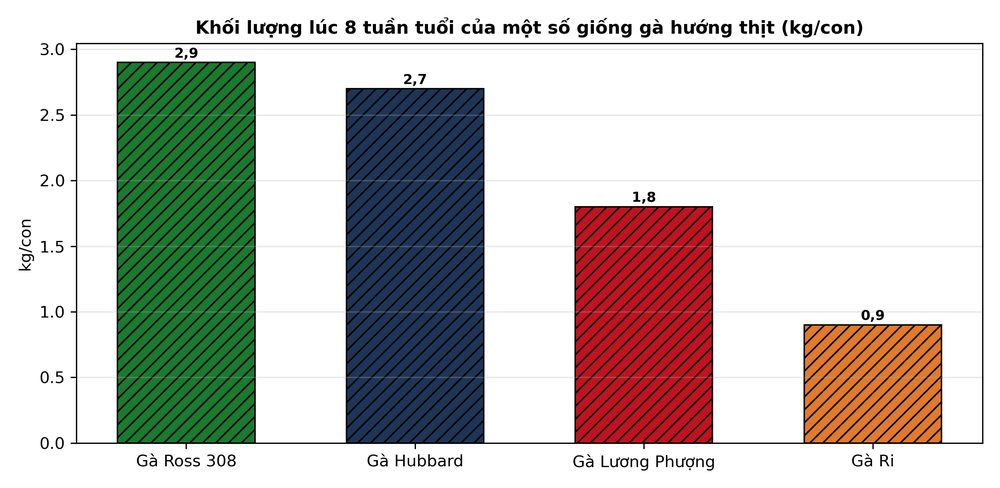 Khối lượng lúc 8 tuần tuổi của một số giống gà hướng thịt (kg/con)
kg/con
3.0
2.5
2.0
1.5
1.0
0.5
0.0
2,9
2,7
1,8
0,9
Gà Ross 308
Gà Hubbard
Gà Lương Phượng
Gà Ri